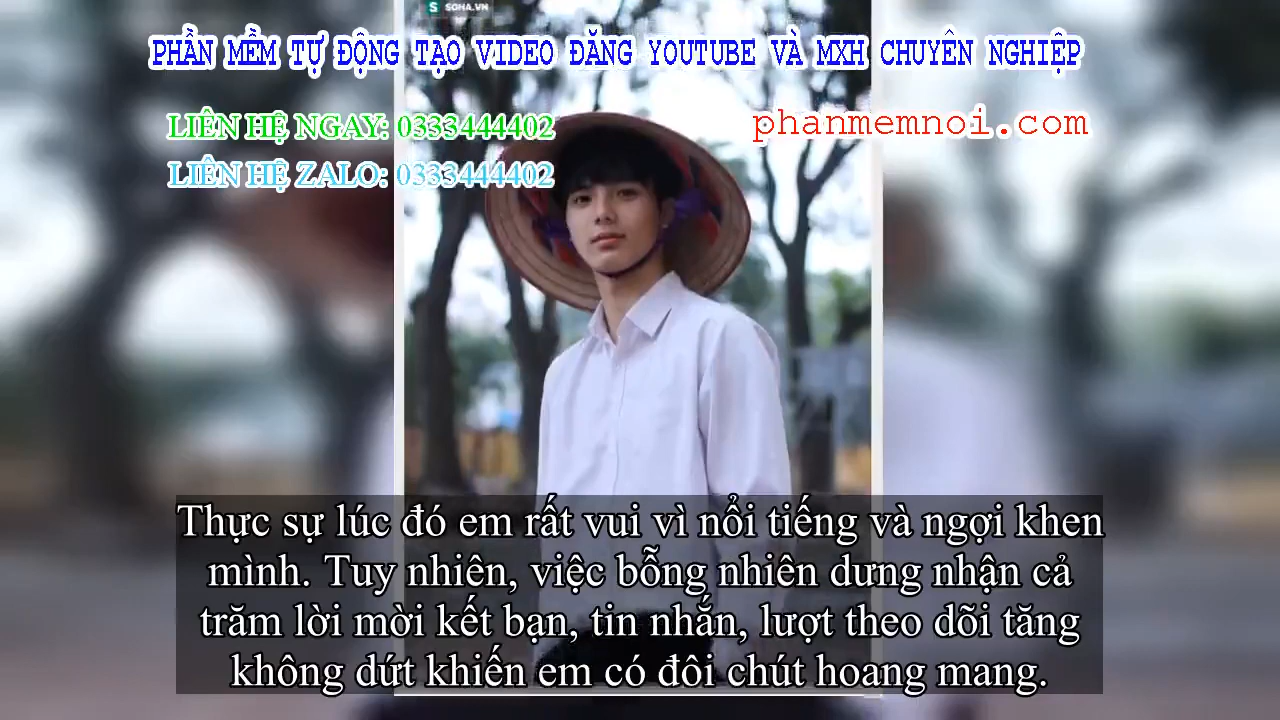 S SOHA.VN
PHẦN MỀM TỰ ĐỘNG TẠO VIDEO ĐĂNG YOUTUBE VÀ MXH CHUYÊN NGHIỆP
LIÊN HỆ NGAY: 0333444402
phanmemnoi.com
LIÊN HỆ ZALO: 0333444402
Thực sự lúc đó em rất vui vì nổi tiếng và ngợi khen
mình. Tuy nhiên, việc bỗng nhiên dưng nhận cả
trăm lời mời kết bạn, tin nhắn, lượt theo dõi tăng
không dứt khiến em có đôi chút hoang mang.